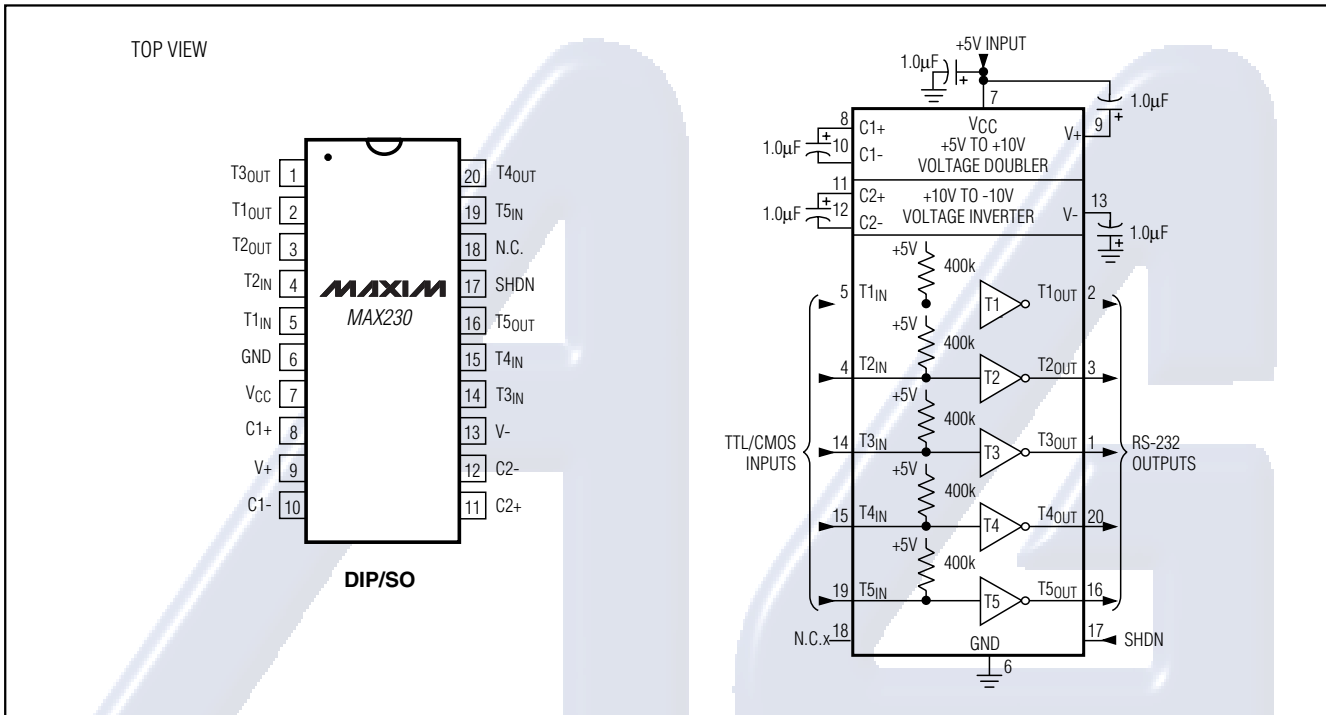 TOP VIEW
T3OUT 1
T1OUT 2
T2OUT 3
T2IN 4
T1IN 5
GND 6
VCC 7
C1+ 8
V+ 9
C1- 10
20 T4OUT
19 T5IN
18 N.C.
17 SHDN
16 T5OUT
15 T4IN
14 T3IN
13 V-
12 C2-
11 C2+
MAXIM
MAX230
DIP/SO
+5V INPUT
1.0µF
+
7
1.0µF
+
8 C1+
1.0µF
+
10 C1-
VCC
+5V TO +10V
VOLTAGE DOUBLER
V+ 9
11 C2+
1.0µF
+
12 C2-
+10V TO -10V
VOLTAGE INVERTER
V- 13
1.0µF
+
+5V
400k
5 T1IN
T1
T1OUT 2
+5V
400k
4 T2IN
T2
T2OUT 3
+5V
400k
14 T3IN
T3
T3OUT 1
+5V
400k
15 T4IN
T4
T4OUT 20
+5V
400k
19 T5IN
T5
T5OUT 16
TTL/CMOS
INPUTS
RS-232
OUTPUTS
N.C.x 18
17 SHDN
GND
6